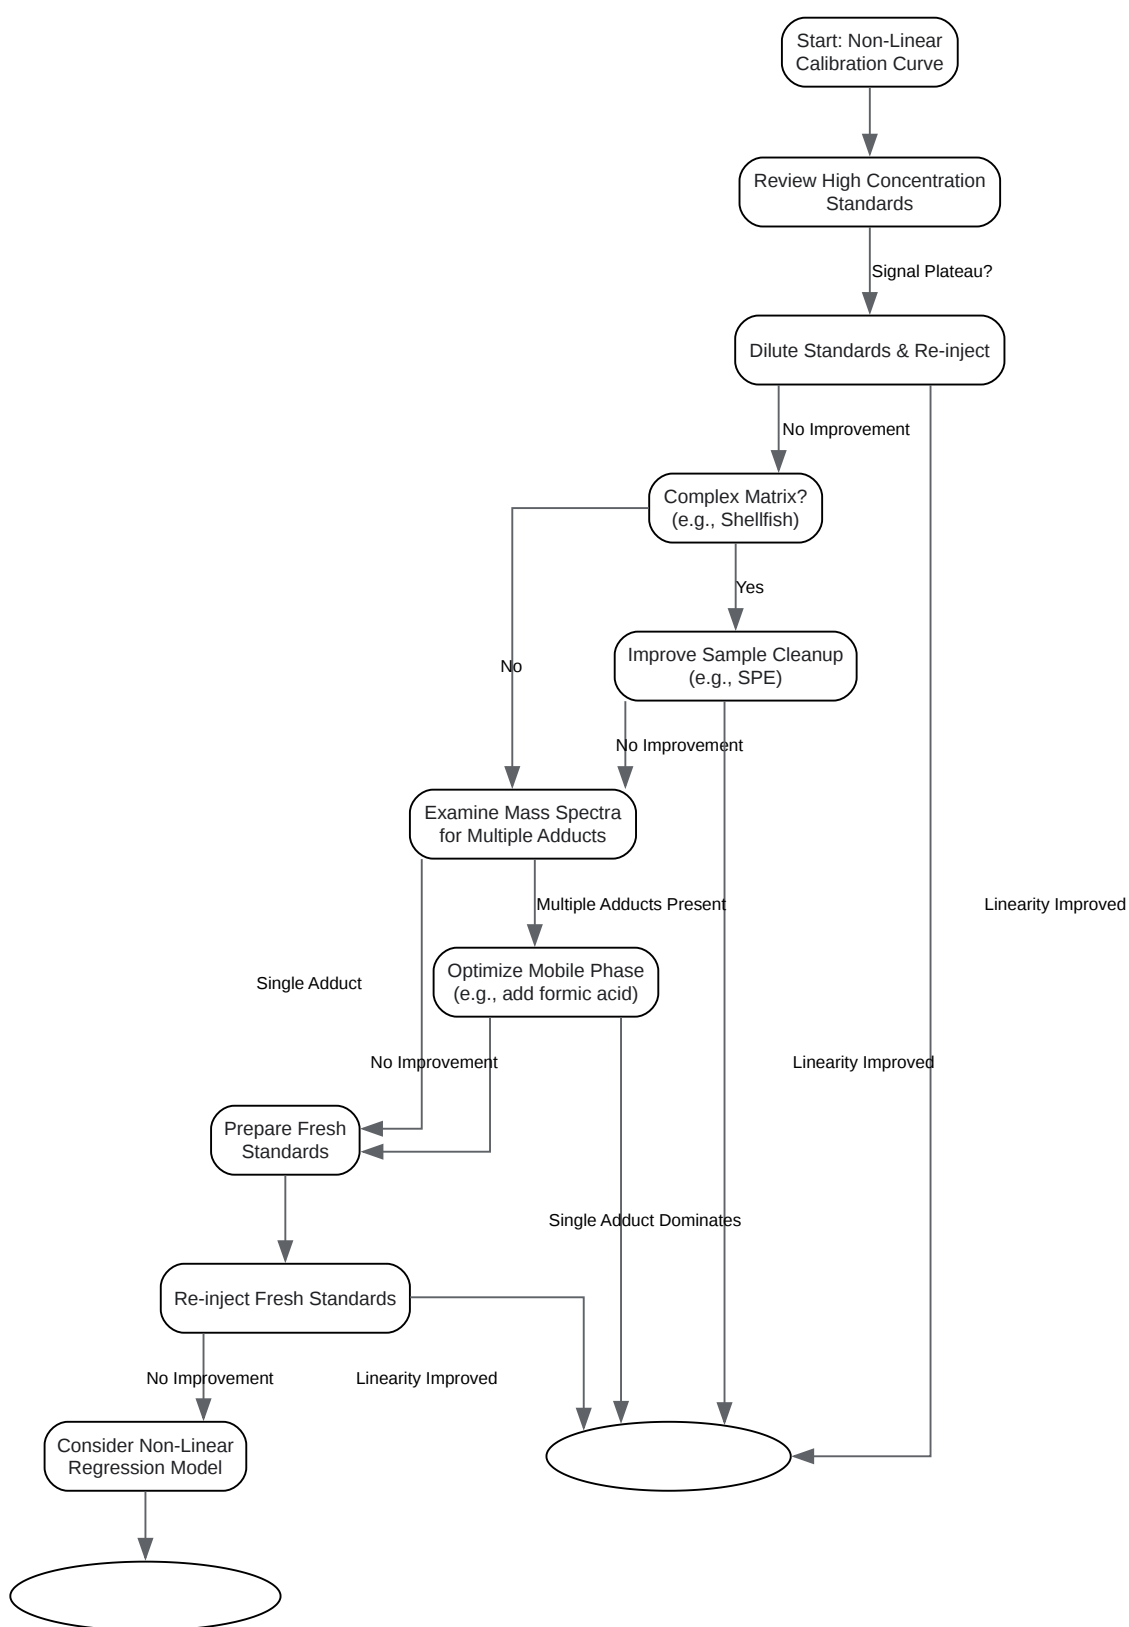 Start: Non-Linear
Calibration Curve
Review High Concentration
Standards
Signal Plateau?
Dilute Standards & Re-inject
No Improvement
Complex Matrix?
(e.g., Shellfish)
Yes
Improve Sample Cleanup
(e.g., SPE)
No
No Improvement
Examine Mass Spectra
for Multiple Adducts
Multiple Adducts Present
Linearity Improved
Optimize Mobile Phase
(e.g., add formic acid)
Single Adduct
No Improvement
Linearity Improved
Prepare Fresh
Standards
Single Adduct Dominates
Re-inject Fresh Standards
No Improvement
Linearity Improved
Consider Non-Linear
Regression Model